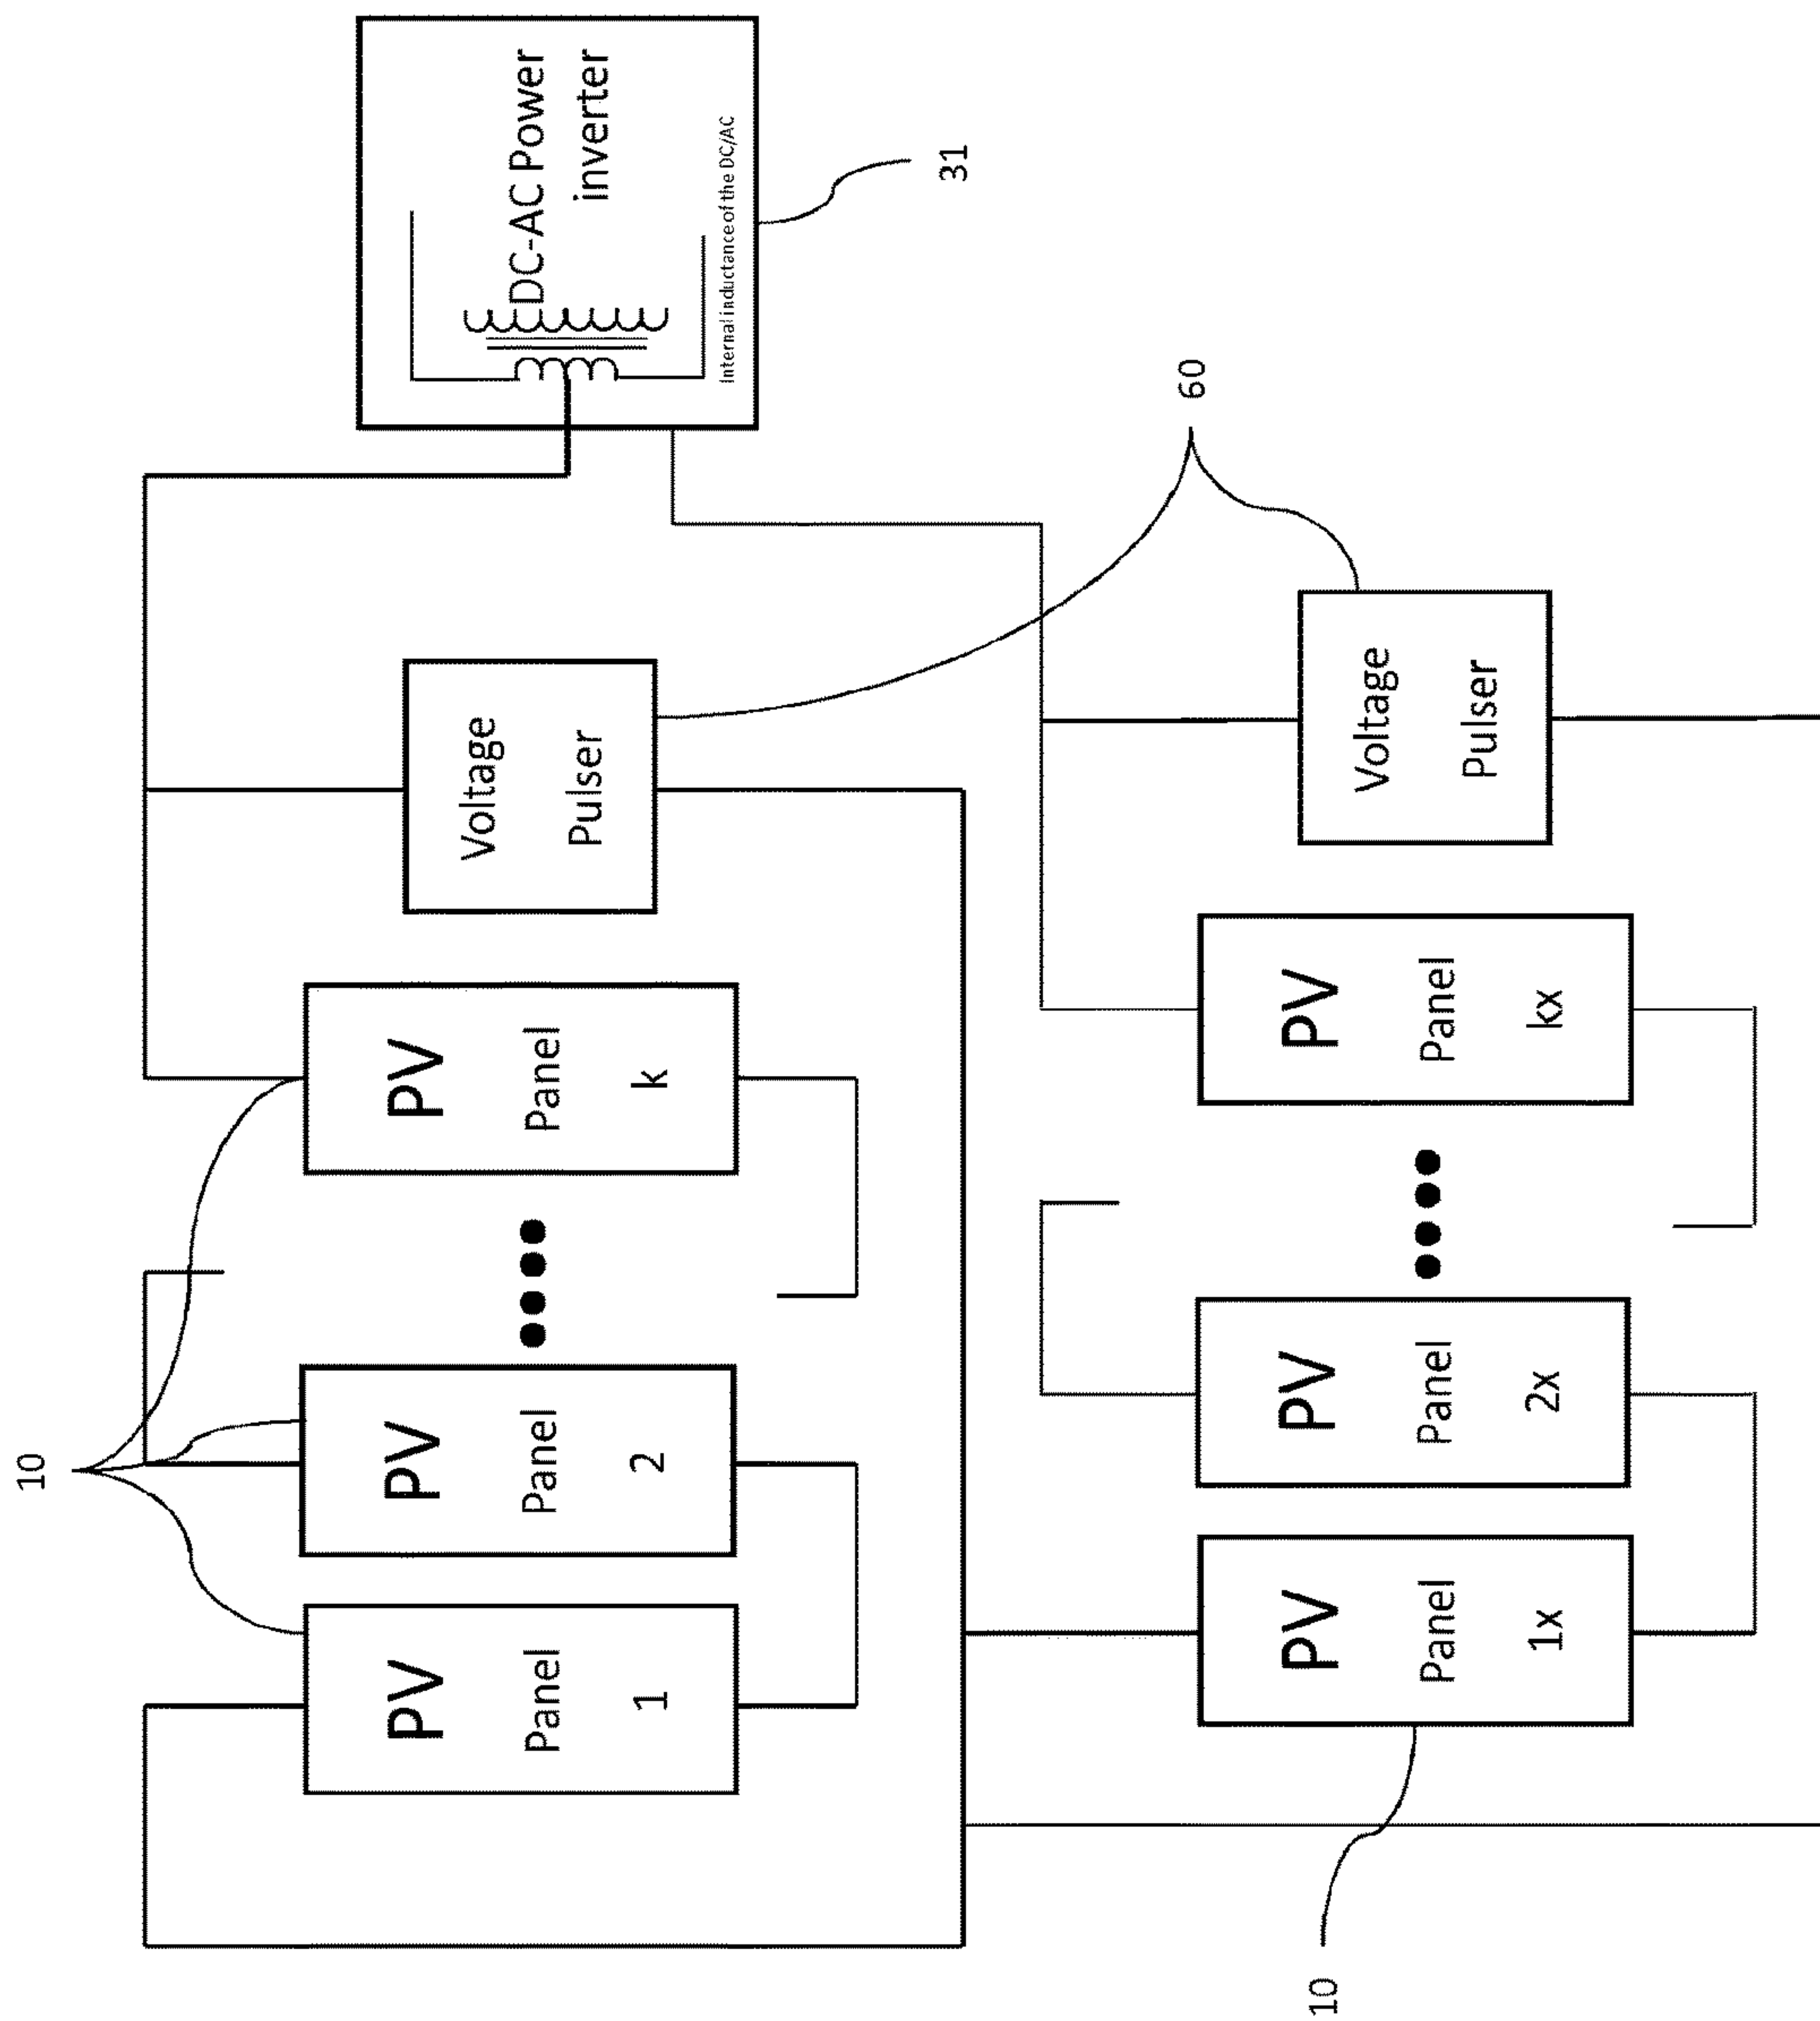 10
PV
Panel
1
PV
Panel
2
PV
Panel
k
Voltage
Pulser
DC-AC Power
inverter
Internal inductance of the DC/AC
31
60
10
PV
Panel
1x
PV
Panel
2x
PV
Panel
kx
Voltage
Pulser